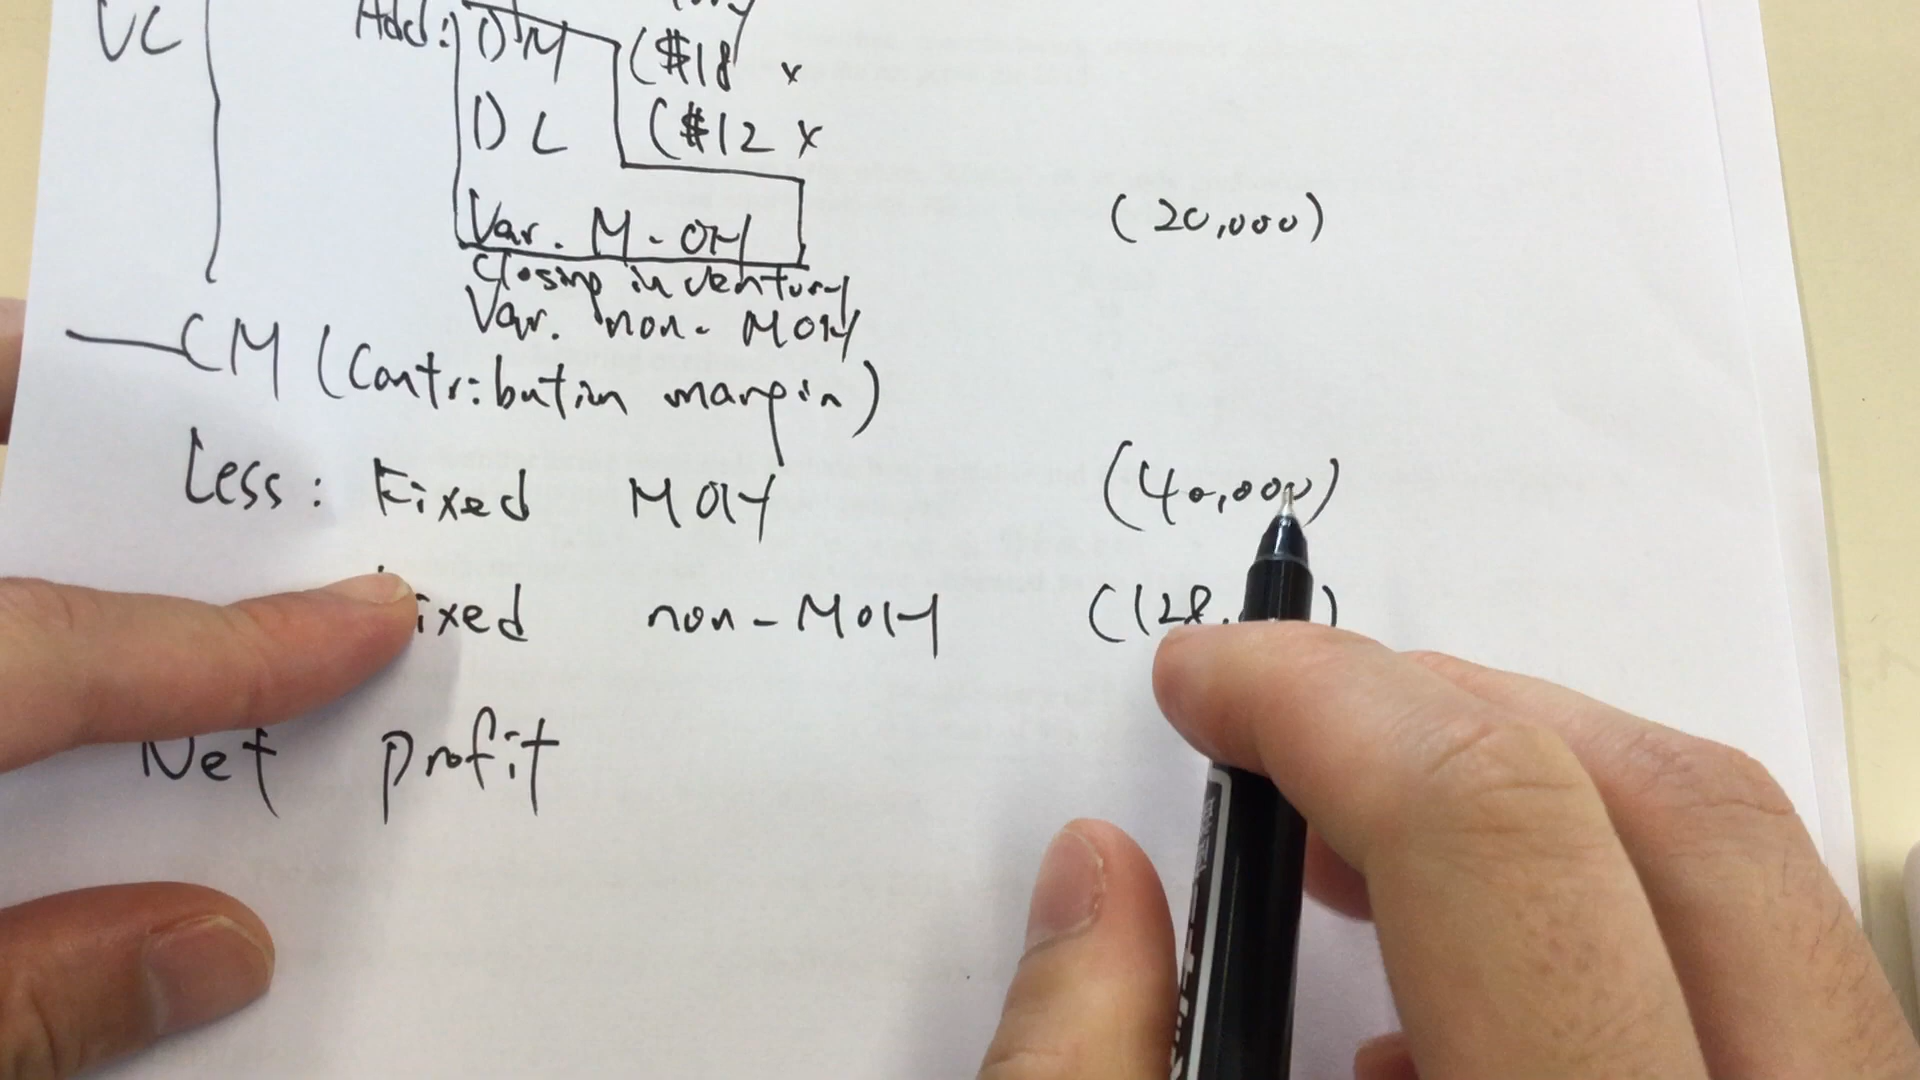 VC
Add: DM ($18 x
DL ($12 x
Var. M-OH (20,000)
Closing inventory
Var. non-MOH
CM (Contribution margin)
Less: Fixed MOH (40,000)
Fixed non-MOH (128,
Net profit